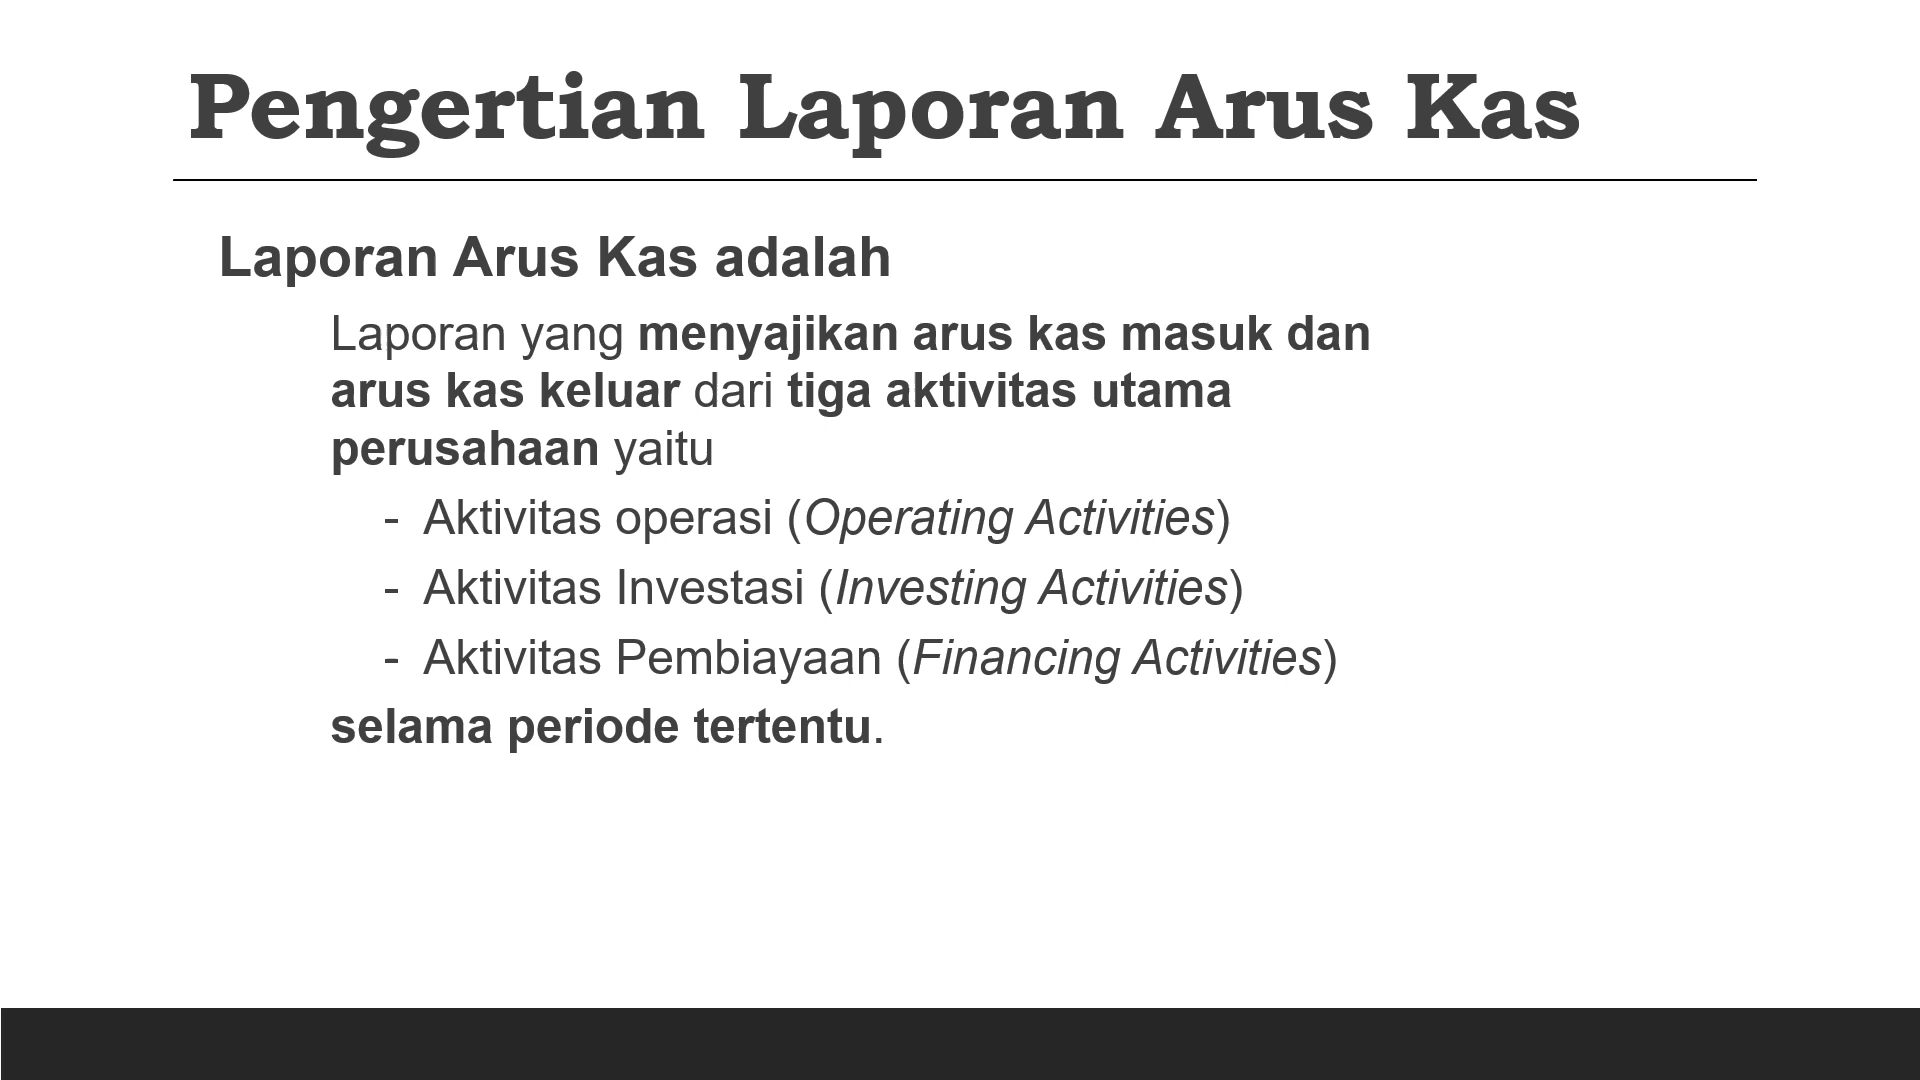 Pengertian Laporan Arus Kas
Laporan Arus Kas adalah
Laporan yang menyajikan arus kas masuk dan
arus kas keluar dari tiga aktivitas utama
perusahaan yaitu
- Aktivitas operasi (Operating Activities)
- Aktivitas Investasi (Investing Activities)
- Aktivitas Pembiayaan (Financing Activities)
selama periode tertentu.